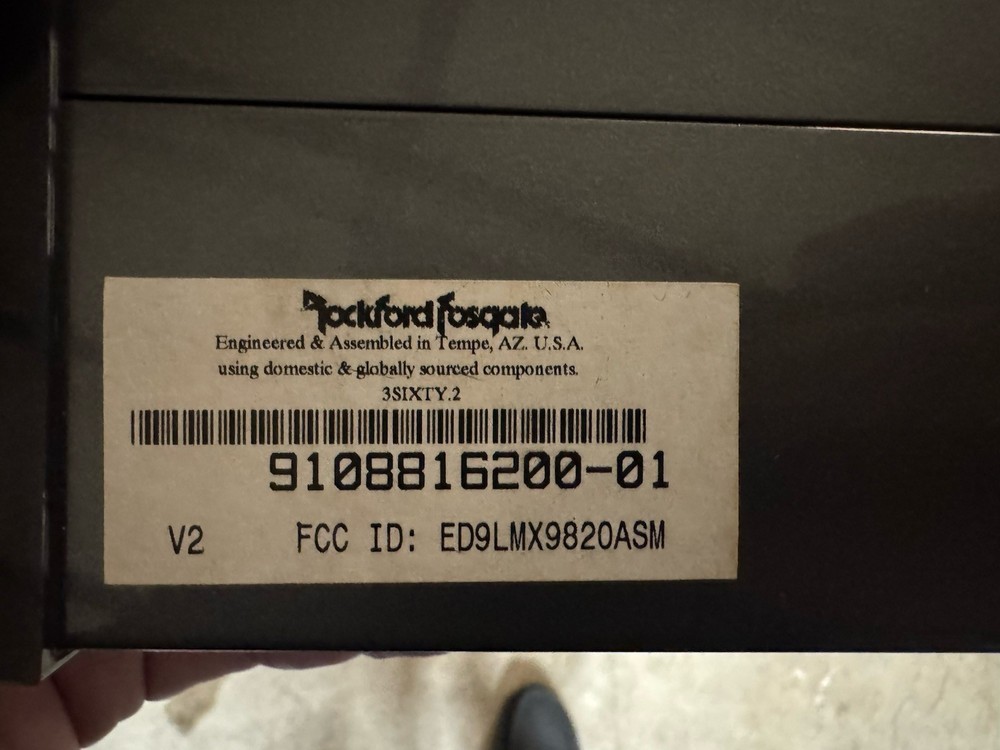 Rockford Fosgate
Engineered & Assembled in Tempe, AZ. U.S.A.
using domestic & globally sourced components.
3SIXTY.2
9108816200-01
V2 FCC ID: ED9LMX9820ASM